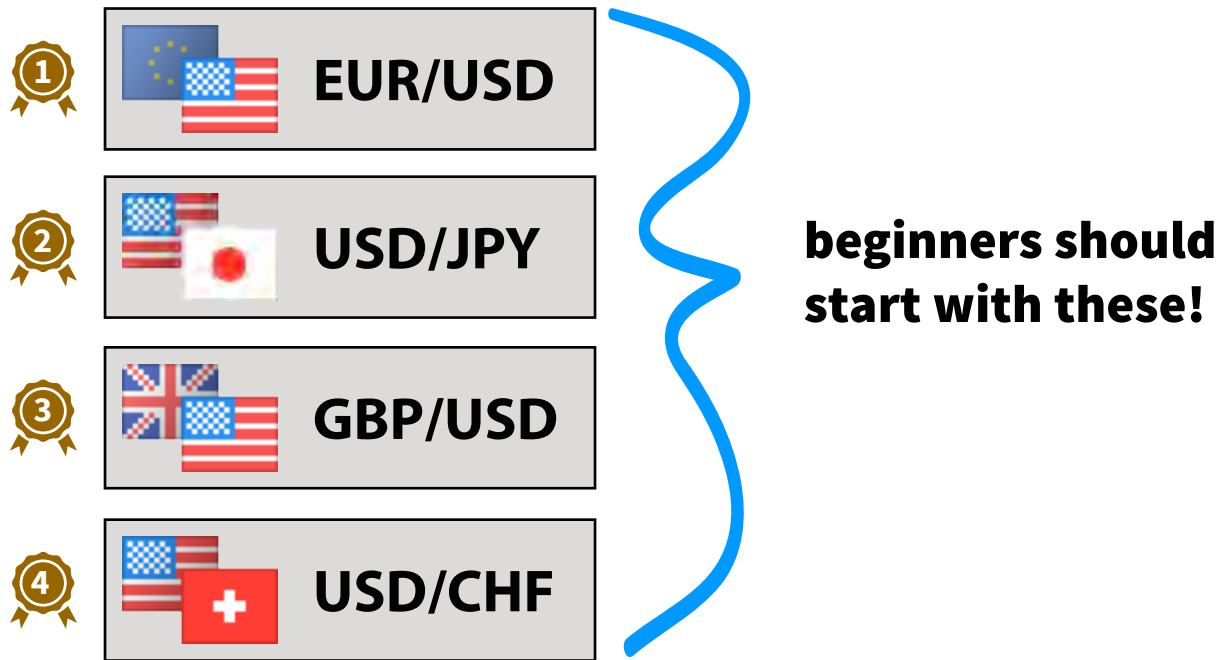 1
EUR/USD
2
USD/JPY
beginners should
start with these!
3
GBP/USD
4
USD/CHF